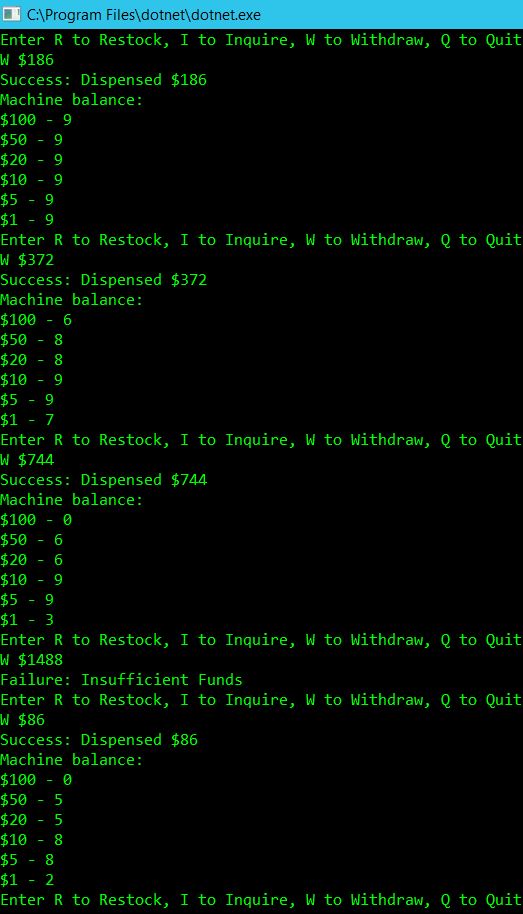 C:\Program Files\dotnet\dotnet.exe
Enter R to Restock, I to Inquire, W to Withdraw, Q to Quit
W $186
Success: Dispensed $186
Machine balance:
$100 - 9
$50 - 9
$20 - 9
$10 - 9
$5 - 9
$1 - 9
Enter R to Restock, I to Inquire, W to Withdraw, Q to Quit
W $372
Success: Dispensed $372
Machine balance:
$100 - 6
$50 - 8
$20 - 8
$10 - 9
$5 - 9
$1 - 7
Enter R to Restock, I to Inquire, W to Withdraw, Q to Quit
W $744
Success: Dispensed $744
Machine balance:
$100 - 0
$50 - 6
$20 - 6
$10 - 9
$5 - 9
$1 - 3
Enter R to Restock, I to Inquire, W to Withdraw, Q to Quit
W $1488
Failure: Insufficient Funds
Enter R to Restock, I to Inquire, W to Withdraw, Q to Quit
W $86
Success: Dispensed $86
Machine balance:
$100 - 0
$50 - 5
$20 - 5
$10 - 8
$5 - 8
$1 - 2
Enter R to Restock, I to Inquire, W to Withdraw, Q to Quit